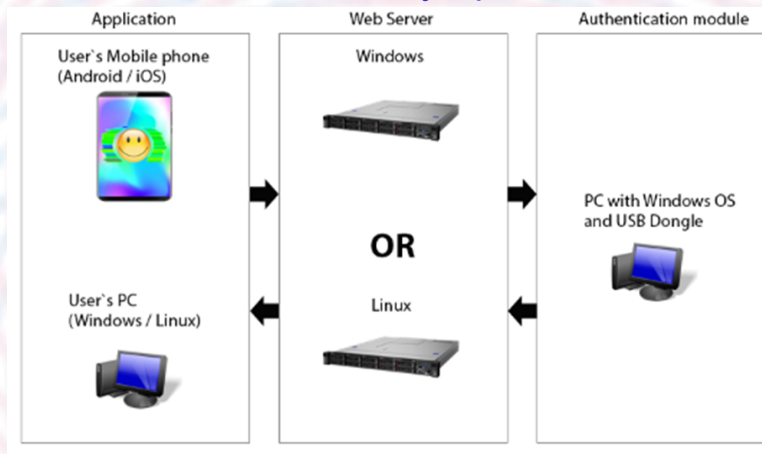 Application
User`s Mobile phone
(Android / iOS)
User`s PC
(Windows / Linux)
Web Server
Windows
OR
Linux
Authentication module
PC with Windows OS
and USB Dongle